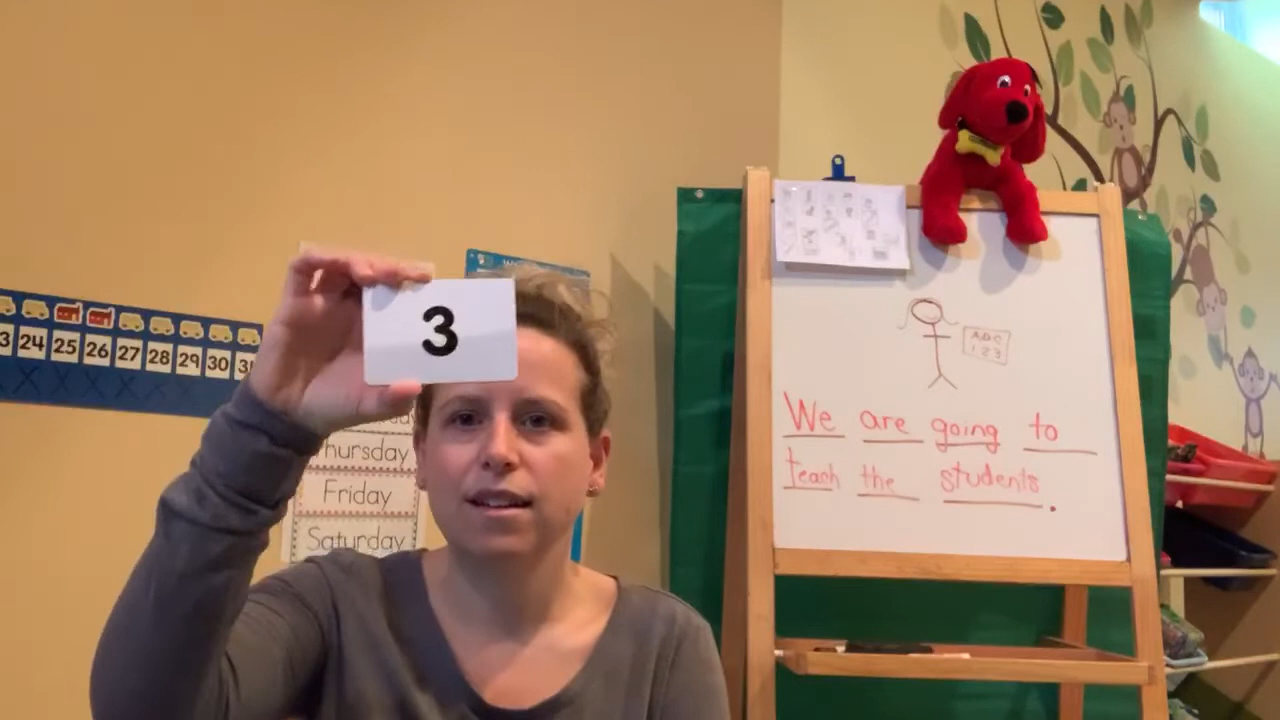 3
24 25 26 27 28 29 30
hursday
Friday
Saturday
ABC
123
We are going to
teach the students.